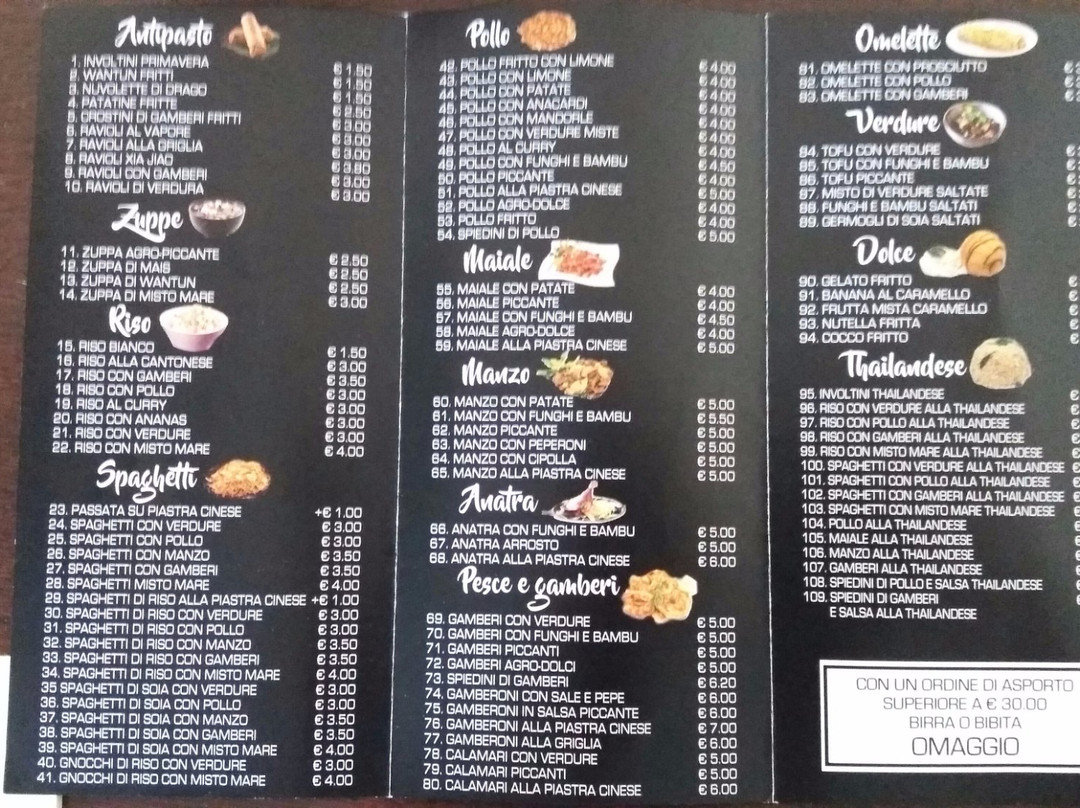 Antipasto
1. INVOLTINI PRIMAVERA € 1.50
2. WANTUN FRITTI € 1.50
3. NUVOLETTE DI DRAGO € 1.50
4. PATATINE FRITTE € 2.50
5. CROSTINI DI GAMBERI FRITTI € 3.00
6. RAVIOLI AL VAPORE € 3.00
7. RAVIOLI ALLA GRIGLIA € 3.00
8. RAVIOLI XIA JIAO € 3.80
9. RAVIOLI CON GAMBERI € 3.00
10. RAVIOLI DI VERDURA € 3.00
Zuppe
11. ZUPPA AGRO-PICCANTE € 2.50
12. ZUPPA DI MAIS € 2.50
13. ZUPPA DI WANTUN € 2.50
14. ZUPPA DI MISTO MARE € 3.00
Riso
15. RISO BIANCO € 1.50
16. RISO ALLA CANTONESE € 3.00
17. RISO CON GAMBERI € 3.50
18. RISO CON POLLO € 3.00
19. RISO AL CURRY € 3.00
20. RISO CON ANANAS € 3.00
21. RISO CON VERDURE € 3.00
22. RISO CON MISTO MARE € 4.00
Spaghetti
23. PASSATA SU PIASTRA CINESE +€ 1.00
24. SPAGHETTI CON VERDURE € 3.00
25. SPAGHETTI CON POLLO € 3.00
26. SPAGHETTI CON MANZO € 3.50
27. SPAGHETTI CON GAMBERI € 3.50
28. SPAGHETTI MISTO MARE € 4.00
29. SPAGHETTI DI RISO ALLA PIASTRA CINESE +€ 1.00
30. SPAGHETTI DI RISO CON VERDURE € 3.00
31. SPAGHETTI DI RISO CON POLLO € 3.00
32. SPAGHETTI DI RISO CON MANZO € 3.50
33. SPAGHETTI DI RISO CON GAMBERI € 3.50
34. SPAGHETTI DI RISO CON MISTO MARE € 4.00
35 SPAGHETTI DI SOIA CON VERDURE € 3.00
36. SPAGHETTI DI SOIA CON POLLO € 3.00
37. SPAGHETTI DI SOIA CON MANZO € 3.50
38. SPAGHETTI DI SOIA CON GAMBERI € 3.50
39. SPAGHETTI DI SOIA CON MISTO MARE € 4.00
40. GNOCCHI DI RISO CON VERDURE € 3.00
41. GNOCCHI DI RISO CON MISTO MARE € 4.00
Pollo
42. POLLO FRITTO CON LIMONE € 4.00
43. POLLO CON LIMONE € 4.00
44. POLLO CON PATATE € 4.00
45. POLLO CON ANACARDI € 4.00
46. POLLO CON MANDORLE € 4.00
47. POLLO CON VERDURE MISTE € 4.00
48. POLLO AL CURRY € 4.00
49. POLLO CON FUNGHI E BAMBU € 4.50
50. POLLO PICCANTE € 4.00
51. POLLO ALLA PIASTRA CINESE € 5.00
52. POLLO AGRO-DOLCE € 4.00
53. POLLO FRITTO € 4.00
54. SPIEDINI DI POLLO € 5.00
Maiale
55. MAIALE CON PATATE € 4.00
56. MAIALE PICCANTE € 4.00
57. MAIALE CON FUNGHI E BAMBU € 4.50
58. MAIALE AGRO-DOLCE € 4.00
59. MAIALE ALLA PIASTRA CINESE € 5.00
Manzo
60. MANZO CON PATATE € 5.00
61. MANZO CON FUNGHI E BAMBU € 5.50
62. MANZO PICCANTE € 5.00
63. MANZO CON PEPERONI € 5.00
64. MANZO CON CIPOLLA € 5.00
65. MANZO ALLA PIASTRA CINESE € 5.00
Anatra
66. ANATRA CON FUNGHI E BAMBU € 5.00
67. ANATRA ARROSTO € 5.00
68. ANATRA ALLA PIASTRA CINESE € 6.00
Pesce e gamberi
69. GAMBERI CON VERDURE € 5.00
70. GAMBERI CON FUNGHI E BAMBU € 5.00
71. GAMBERI PICCANTI € 5.00
72. GAMBERI AGRO-DOLCI € 5.00
73. SPIEDINI DI GAMBERI € 6.20
74. GAMBERONI CON SALE E PEPE € 6.00
75. GAMBERONI IN SALSA PICCANTE € 6.00
76. GAMBERONI ALLA PIASTRA CINESE € 7.00
77. GAMBERONI ALLA GRIGLIA € 6.00
78. CALAMARI CON VERDURE € 5.00
79. CALAMARI PICCANTI € 5.00
80. CALAMARI ALLA PIASTRA CINESE € 6.00
Omelette
81. OMELETTE CON PROSCIUTTO €
82. OMELETTE CON POLLO €
83. OMELETTE CON GAMBERI €
Verdure
84. TOFU CON VERDURE €
85. TOFU CON FUNGHI E BAMBU €
86. TOFU PICCANTE €
87. MISTO DI VERDURE SALTATE €
88. FUNGHI E BAMBU SALTATI €
89. GERMOGLI DI SOIA SALTATI €
Dolce
90. GELATO FRITTO €
91. BANANA AL CARAMELLO €
92. FRUTTA MISTA CARAMELLO €
93. NUTELLA FRITTA €
94. COCCO FRITTO €
Thailandese
95. INVOLTINI THAILANDESE €
96. RISO CON VERDURE ALLA THAILANDESE €
97. RISO CON POLLO ALLA THAILANDESE €
98. RISO CON GAMBERI ALLA THAILANDESE €
99. RISO CON MISTO MARE ALLA THAILANDESE €
100. SPAGHETTI CON VERDURE ALLA THAILANDESE €
101. SPAGHETTI CON POLLO ALLA THAILANDESE €
102. SPAGHETTI CON GAMBERI ALLA THAILANDESE €
103. SPAGHETTI CON MISTO MARE THAILANDESE €
104. POLLO ALLA THAILANDESE €
105. MAIALE ALLA THAILANDESE €
106. MANZO ALLA THAILANDESE €
107. GAMBERI ALLA THAILANDESE €
108. SPIEDINI DI POLLO E SALSA THAILANDESE €
109. SPIEDINI DI GAMBERI
E SALSA ALLA THAILANDESE
CON UN ORDINE DI ASPORTO
SUPERIORE A € 30.00
BIRRA O BIBITA
OMAGGIO